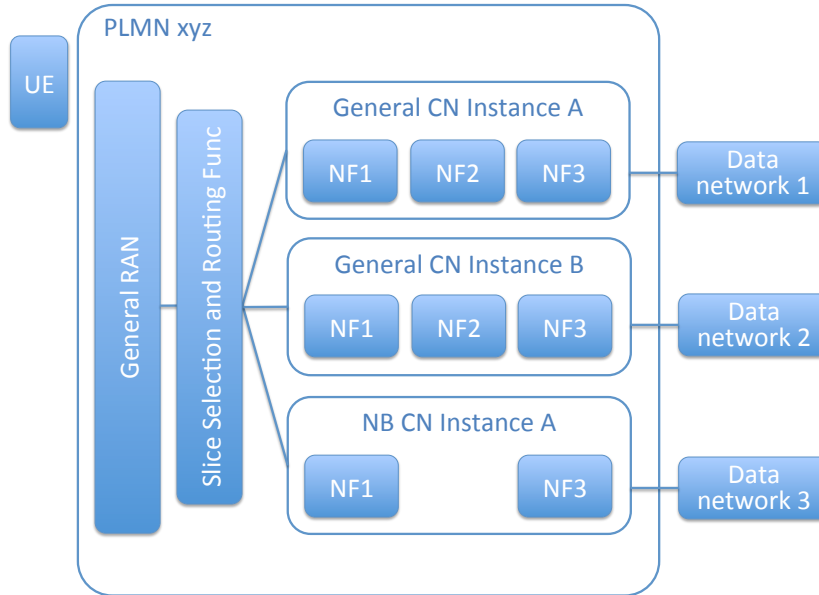 PLMN xyz
UE
General RAN
Slice Selection and Routing Func
General CN Instance A
NF1
NF2
NF3
Data
network 1
General CN Instance B
NF1
NF2
NF3
Data
network 2
NB CN Instance A
NF1
NF3
Data
network 3